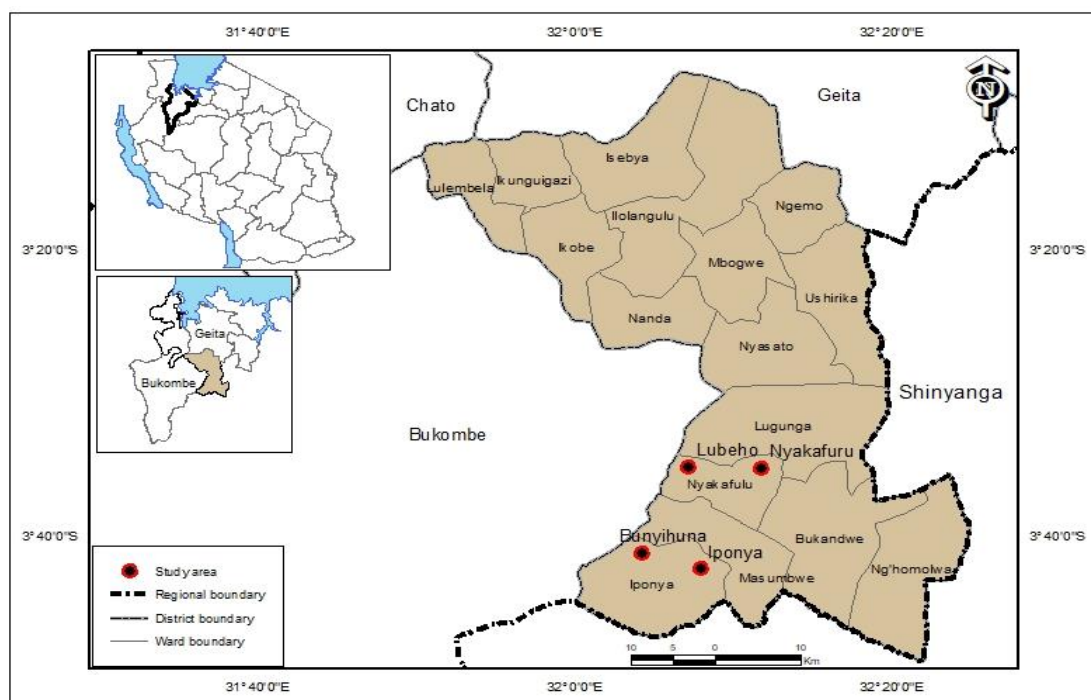 31°40'0"E
32°0'0"E
32°20'0"E
N
Chato
Geita
Isebya
Ikunguigazi
Lulembela
Ngemo
Ilolangulu
3°20'0"S
3°20'0"S
Ikobe
Mbogwe
Ushirika
Nanda
Geita
Nyasato
Bukombe
Shinyanga
Bukombe
Lugunga
Lubeho
Nyakafuru
Nyakafulu
3°40'0"S
3°40'0"S
Bunyihuna
Bukandwe
Iponya
Ng'homolwa
Iponya
Masumbwe
Study area
Regional boundary
District boundary
Ward boundary
10 5 0 10
Km
31°40'0"E
32°0'0"E
32°20'0"E